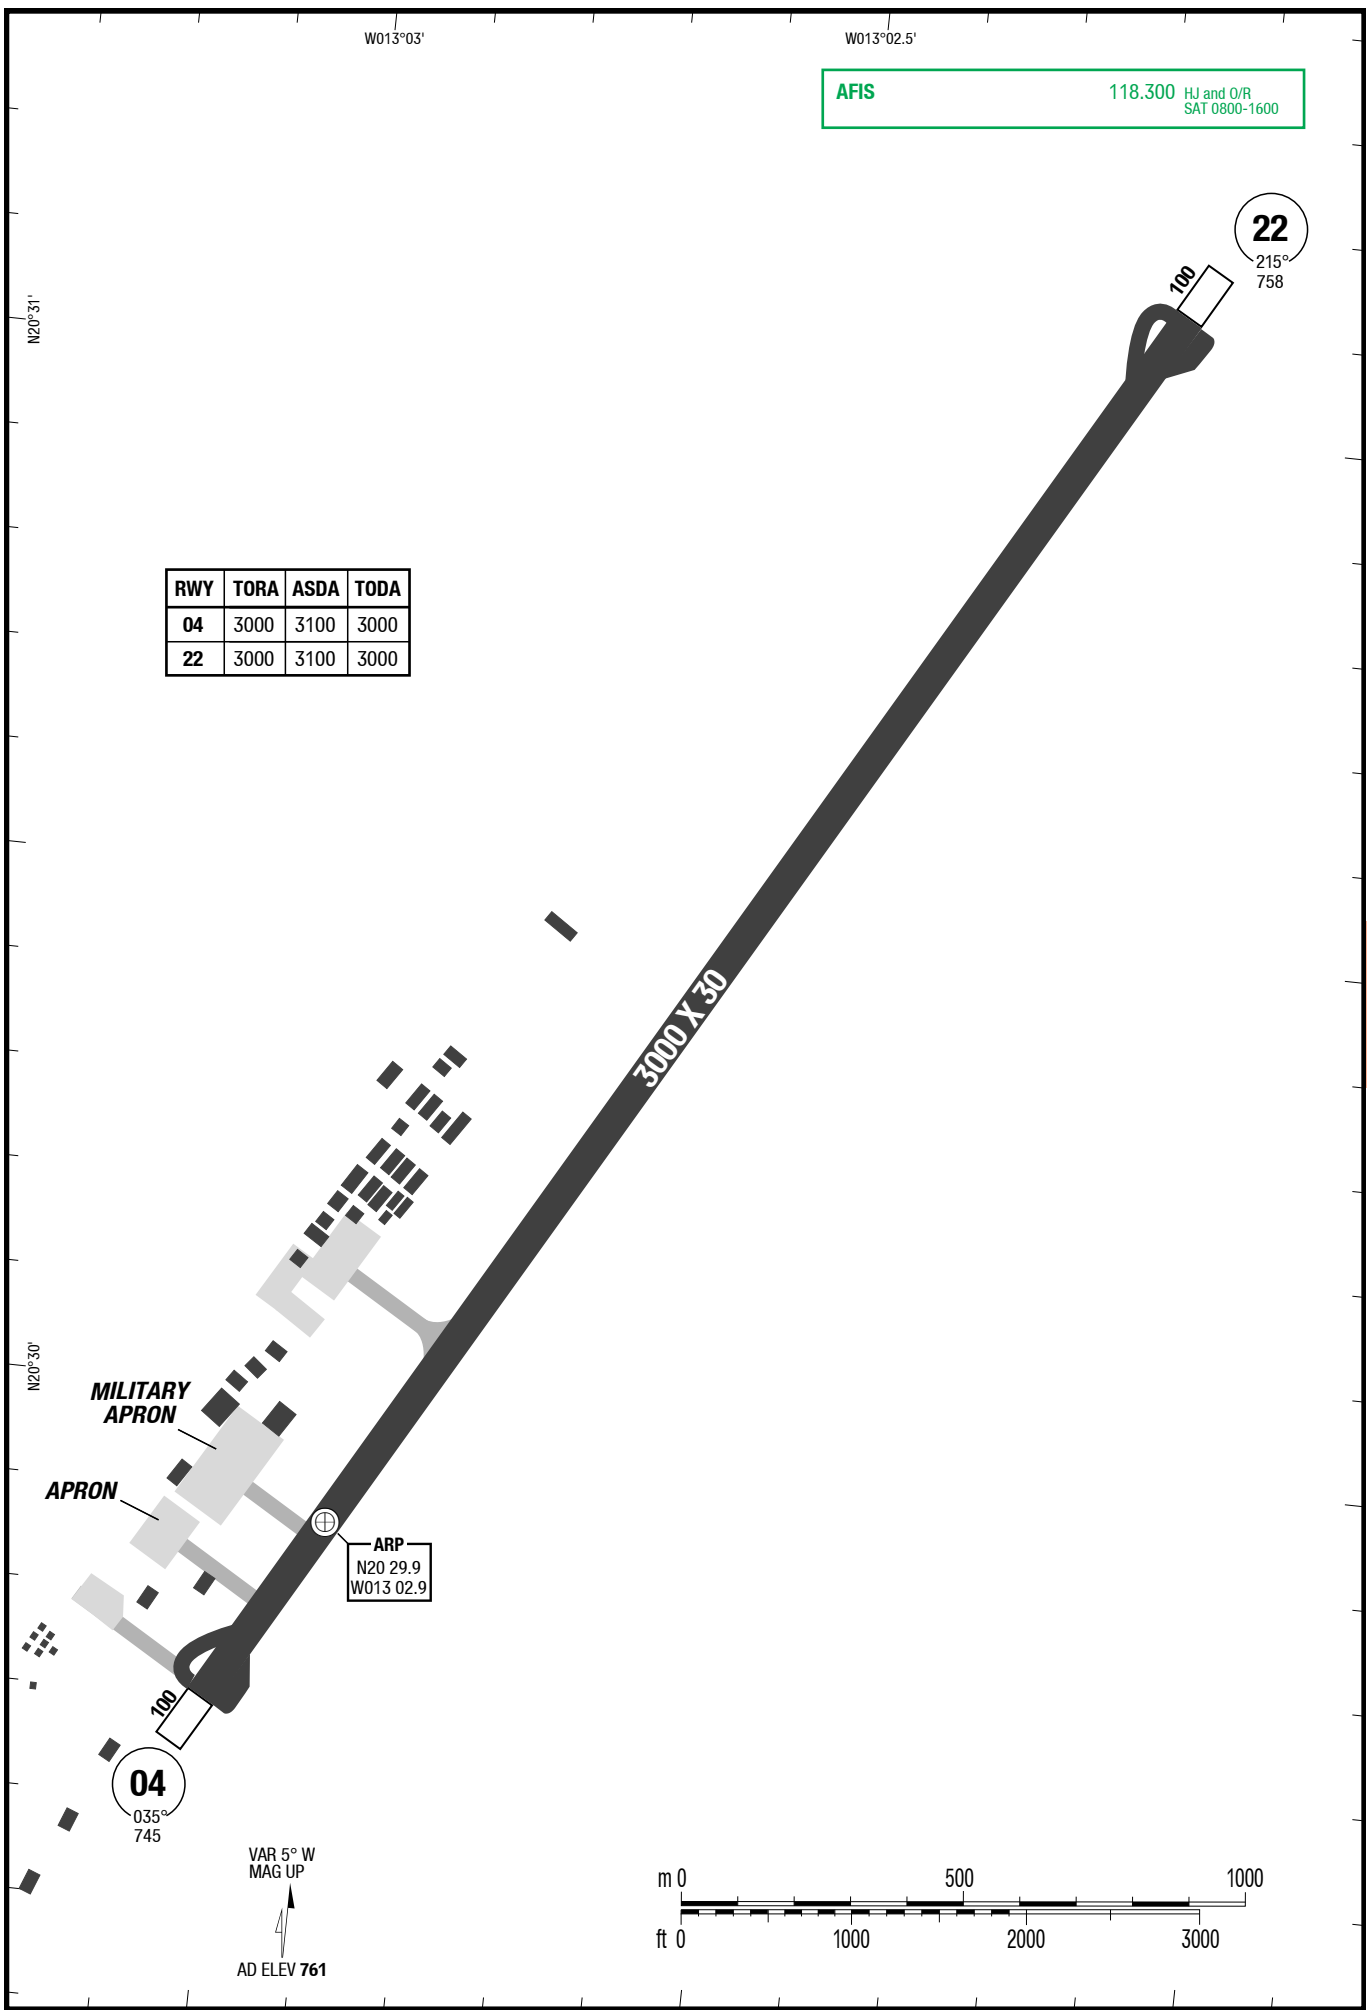 W013°03'
W013°02.5'
AFIS 118.300 HJ and O/R
SAT 0800-1600
22
215°
758
100
N20°31'
RWY TORA ASDA TODA
04 3000 3100 3000
22 3000 3100 3000
3000 X 30
N20°30'
MILITARY
APRON
APRON
ARP
N20 29.9
W013 02.9
100
04
035°
745
VAR 5° W
MAG UP
AD ELEV 761
m 0 500 1000
ft 0 1000 2000 3000